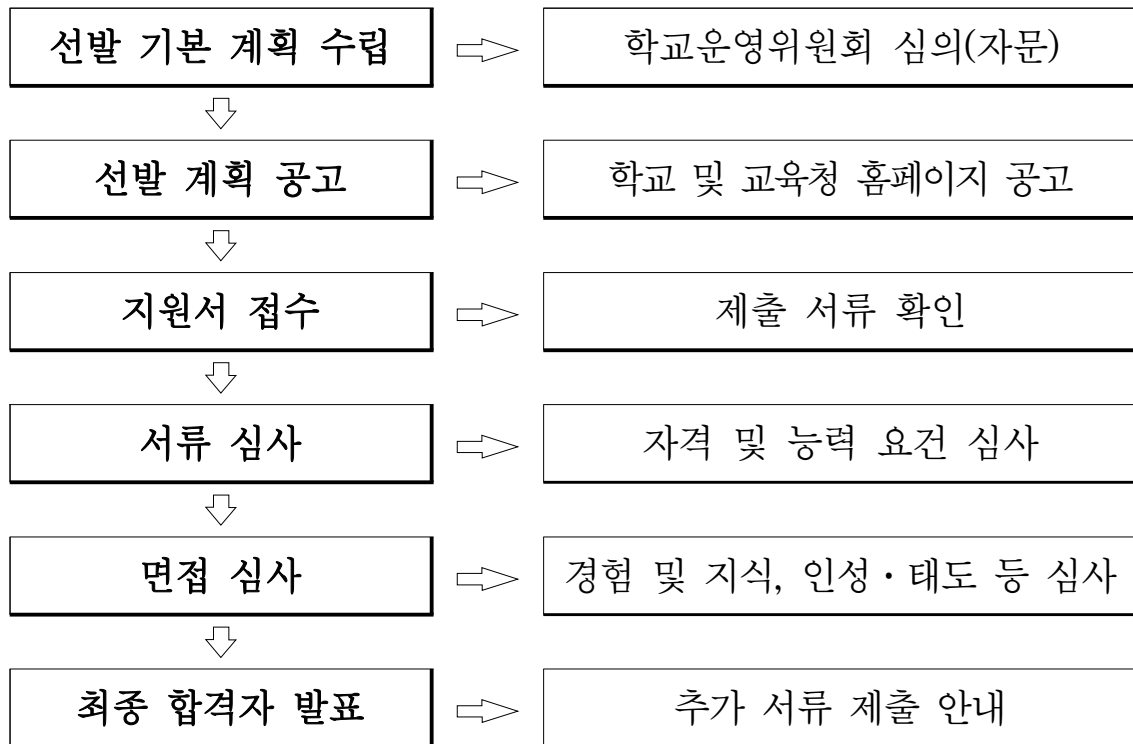 선발 기본 계획 수립
학교운영위원회 심의(자문)
선발 계획 공고
학교 및 교육청 홈페이지 공고
지원서 접수
제출 서류 확인
서류 심사
자격 및 능력 요건 심사
면접 심사
경험 및 지식, 인성·태도 등 심사
최종 합격자 발표
추가 서류 제출 안내